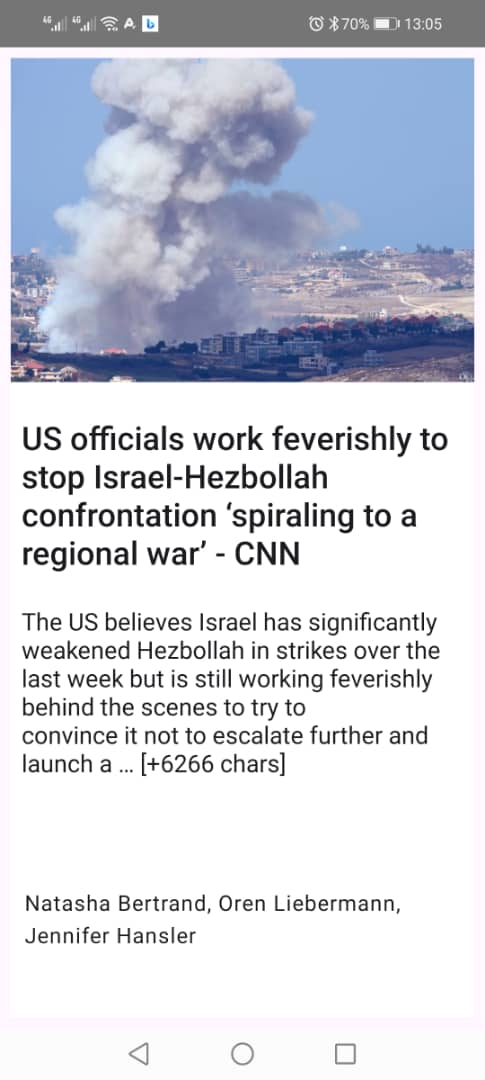 4G 4G A b 70% 13:05
US officials work feverishly to
stop Israel-Hezbollah
confrontation ‘spiraling to a
regional war’ - CNN
The US believes Israel has significantly
weakened Hezbollah in strikes over the
last week but is still working feverishly
behind the scenes to try to
convince it not to escalate further and
launch a … [+6266 chars]
Natasha Bertrand, Oren Liebermann,
Jennifer Hansler